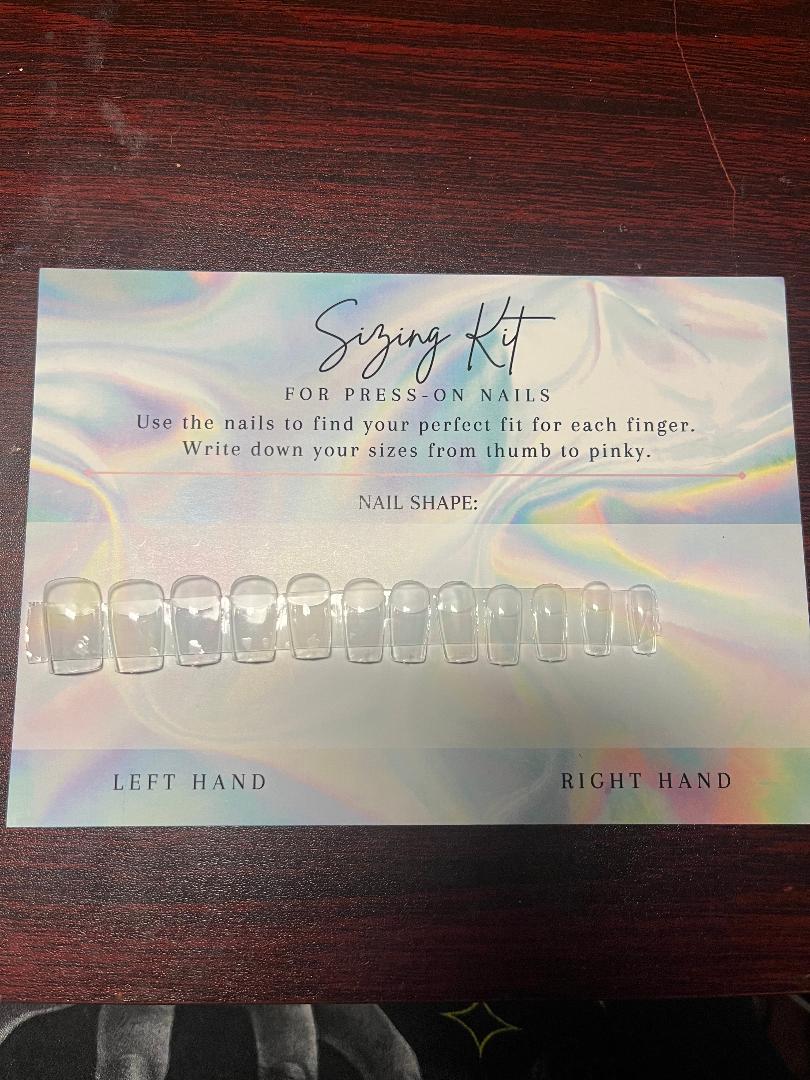 Sizing Kit
FOR PRESS-ON NAILS
Use the nails to find your perfect fit for each finger.
Write down your sizes from thumb to pinky.
NAIL SHAPE:
LEFT HAND
RIGHT HAND